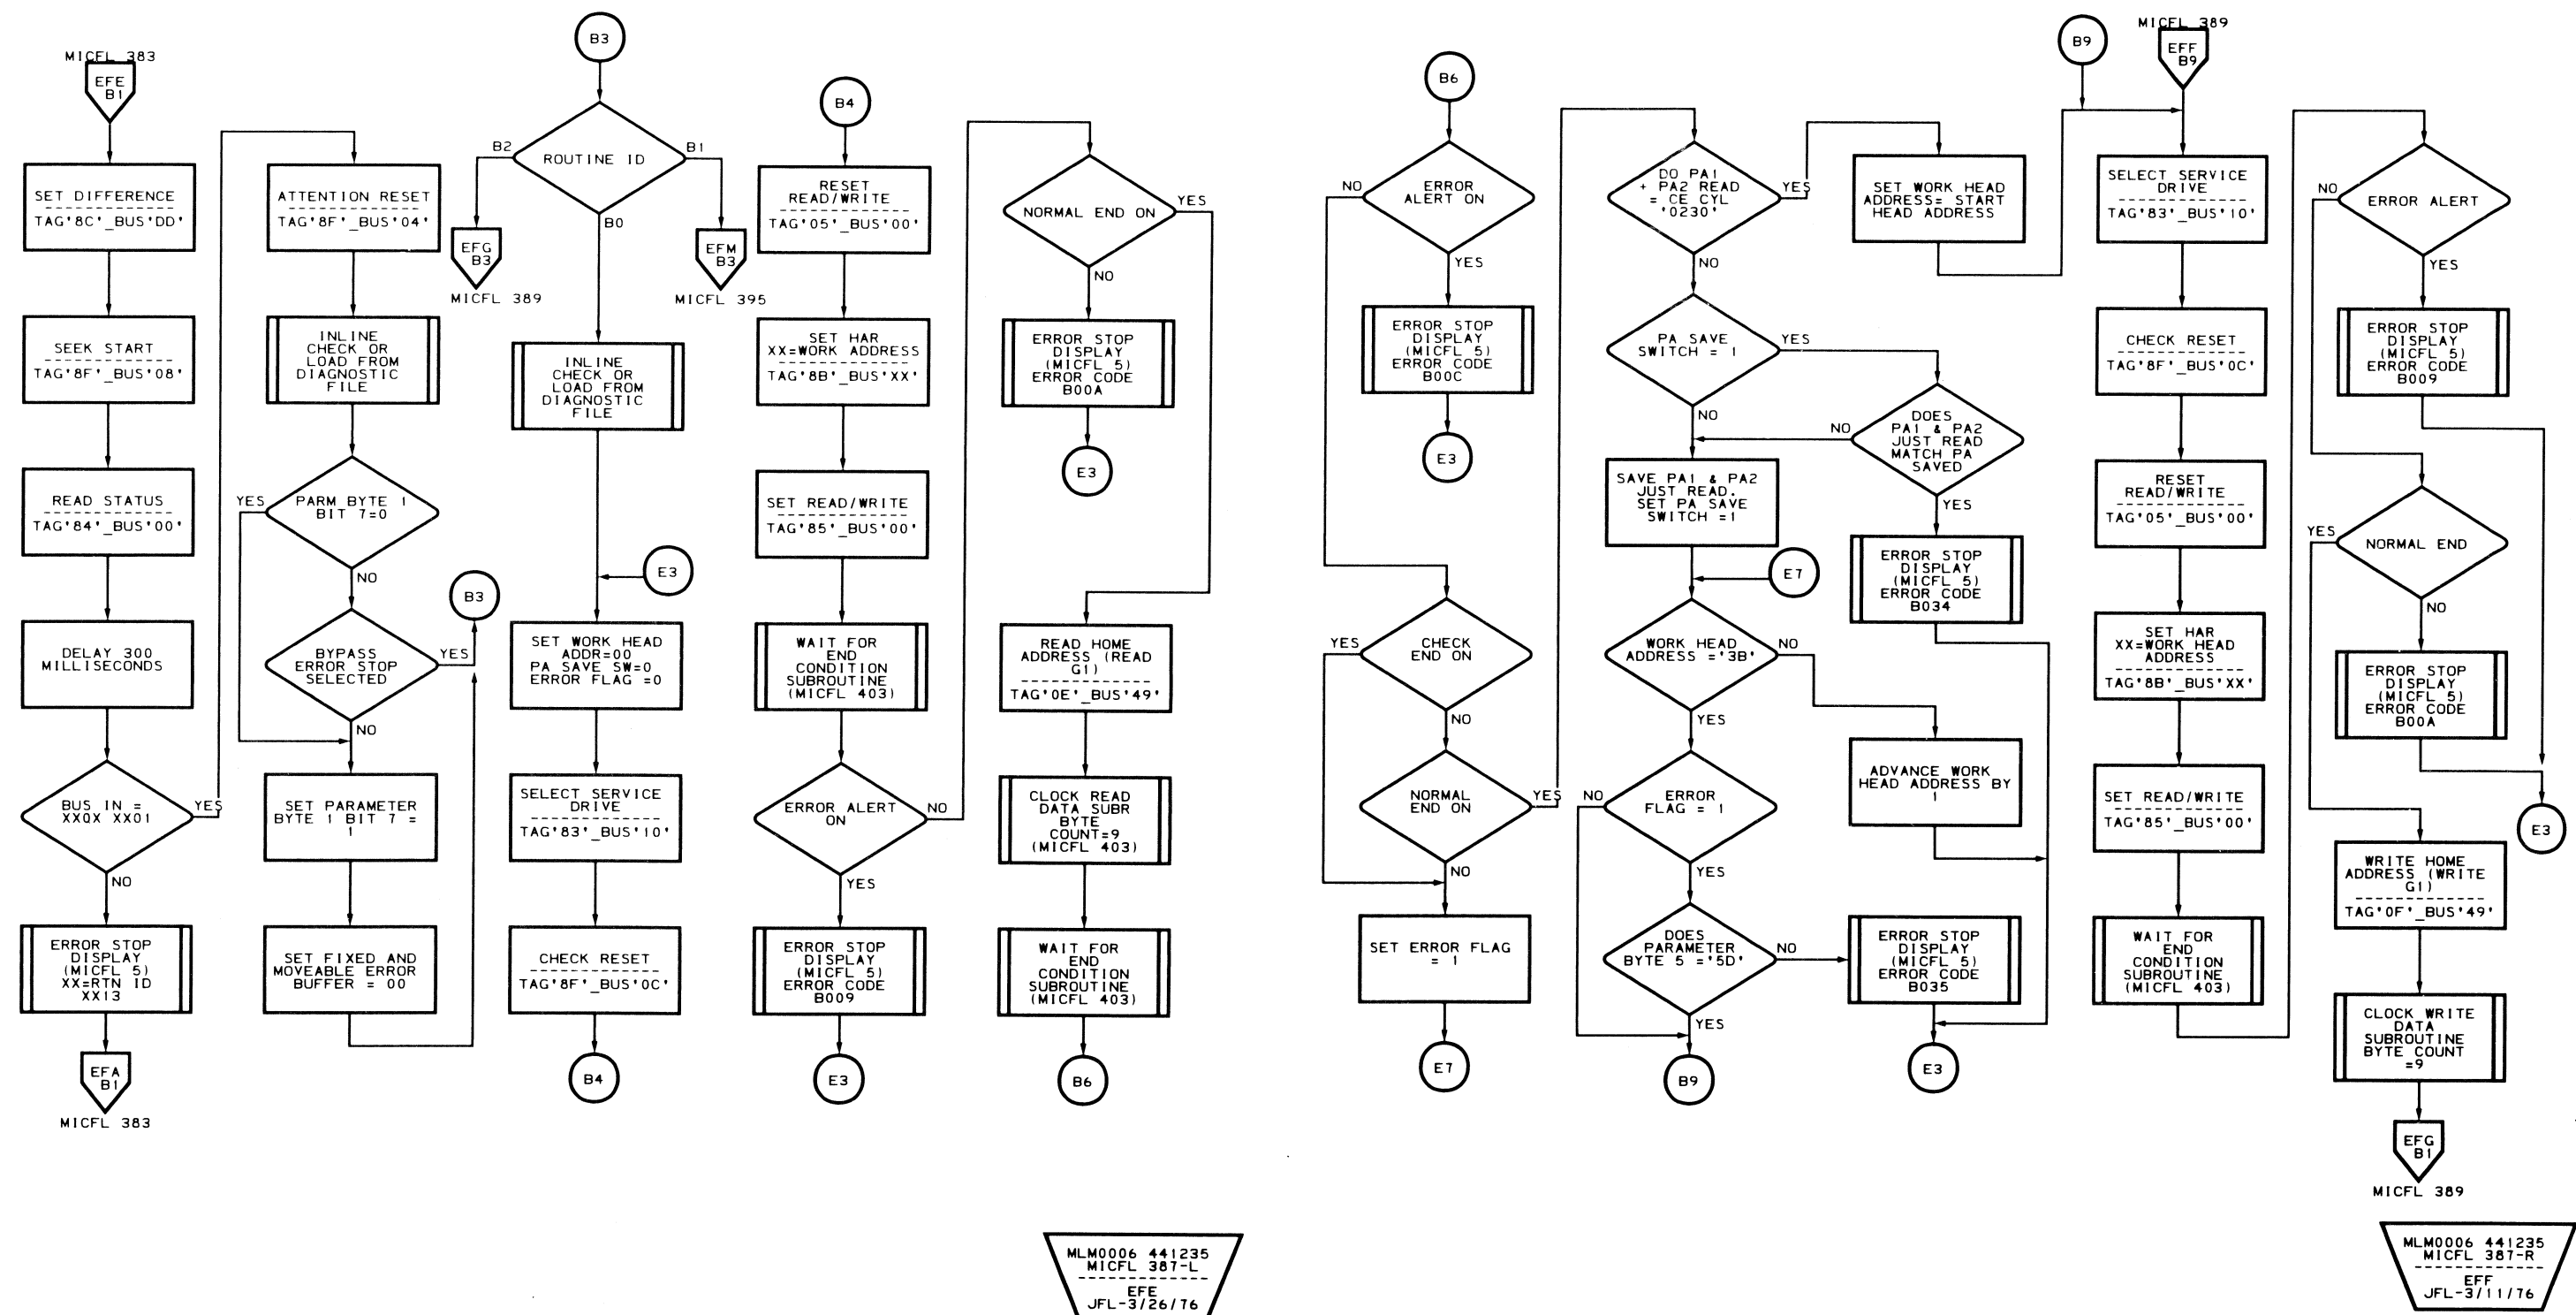 MICFL 383
EFE
B1
SET DIFFERENCE
TAG'8C'_BUS'DD'
SEEK START
TAG'8F'_BUS'08'
READ STATUS
TAG'84'_BUS'00'
DELAY 300
MILLISECONDS
BUS IN =
XX0X XX01
YES
NO
ERROR STOP
DISPLAY
(MICFL 5)
XX=RTN ID
XX13
EFA
B1
MICFL 383
ATTENTION RESET
TAG'8F'_BUS'04'
INLINE
CHECK OR
LOAD FROM
DIAGNOSTIC
FILE
YES
PARM BYTE 1
BIT 7=0
NO
B3
BYPASS
ERROR STOP
SELECTED
YES
NO
SET PARAMETER
BYTE 1 BIT 7 =
1
SET FIXED AND
MOVEABLE ERROR
BUFFER = 00
B3
B2
ROUTINE ID
B1
B0
EFG
B3
MICFL 389
EFM
B3
MICFL 395
INLINE
CHECK OR
LOAD FROM
DIAGNOSTIC
FILE
E3
SET WORK HEAD
ADDR=00
PA SAVE SW=0
ERROR FLAG =0
SELECT SERVICE
DRIVE
TAG'83'_BUS'10'
CHECK RESET
TAG'8F'_BUS'0C'
B4
B4
RESET
READ/WRITE
TAG'05'_BUS'00'
SET HAR
XX=WORK ADDRESS
TAG'8B'_BUS'XX'
SET READ/WRITE
TAG'85'_BUS'00'
WAIT FOR
END
CONDITION
SUBROUTINE
(MICFL 403)
ERROR ALERT
ON
NO
YES
ERROR STOP
DISPLAY
(MICFL 5)
ERROR CODE
B009
E3
NORMAL END ON
YES
NO
ERROR STOP
DISPLAY
(MICFL 5)
ERROR CODE
B00A
E3
READ HOME
ADDRESS (READ
G1)
TAG'0E'_BUS'49'
CLOCK READ
DATA SUBR
BYTE
COUNT=9
(MICFL 403)
WAIT FOR
END
CONDITION
SUBROUTINE
(MICFL 403)
B6
MLM0006 441235
MICFL 387-L
EFE
JFL-3/26/76
B6
NO
ERROR
ALERT ON
YES
ERROR STOP
DISPLAY
(MICFL 5)
ERROR CODE
B00C
E3
YES
CHECK
END ON
NO
NORMAL
END ON
YES
NO
SET ERROR FLAG
= 1
E7
DO PA1
+ PA2 READ
= CE CYL
'0230'
YES
NO
PA SAVE
SWITCH = 1
YES
NO
SAVE PA1 & PA2
JUST READ.
SET PA SAVE
SWITCH =1
E7
WORK HEAD
ADDRESS ='3B'
NO
YES
NO
ERROR
FLAG = 1
YES
DOES
PARAMETER
BYTE 5 ='5D'
NO
YES
B9
SET WORK HEAD
ADDRESS= START
HEAD ADDRESS
NO
DOES
PA1 & PA2
JUST READ
MATCH PA
SAVED
YES
ERROR STOP
DISPLAY
(MICFL 5)
ERROR CODE
B034
ADVANCE WORK
HEAD ADDRESS BY
1
ERROR STOP
DISPLAY
(MICFL 5)
ERROR CODE
B035
E3
B9
MICFL 389
EFF
B9
SELECT SERVICE
DRIVE
TAG'83'_BUS'10'
CHECK RESET
TAG'8F'_BUS'0C'
RESET
READ/WRITE
TAG'05'_BUS'00'
SET HAR
XX=WORK HEAD
ADDRESS
TAG'8B'_BUS'XX'
SET READ/WRITE
TAG'85'_BUS'00'
WAIT FOR
END
CONDITION
SUBROUTINE
(MICFL 403)
NO
ERROR ALERT
YES
ERROR STOP
DISPLAY
(MICFL 5)
ERROR CODE
B009
YES
NORMAL END
NO
ERROR STOP
DISPLAY
(MICFL 5)
ERROR CODE
B00A
E3
WRITE HOME
ADDRESS (WRITE
G1)
TAG'0F'_BUS'49'
CLOCK WRITE
DATA
SUBROUTINE
BYTE COUNT
=9
EFG
B1
MICFL 389
MLM0006 441235
MICFL 387-R
EFF
JFL-3/11/76